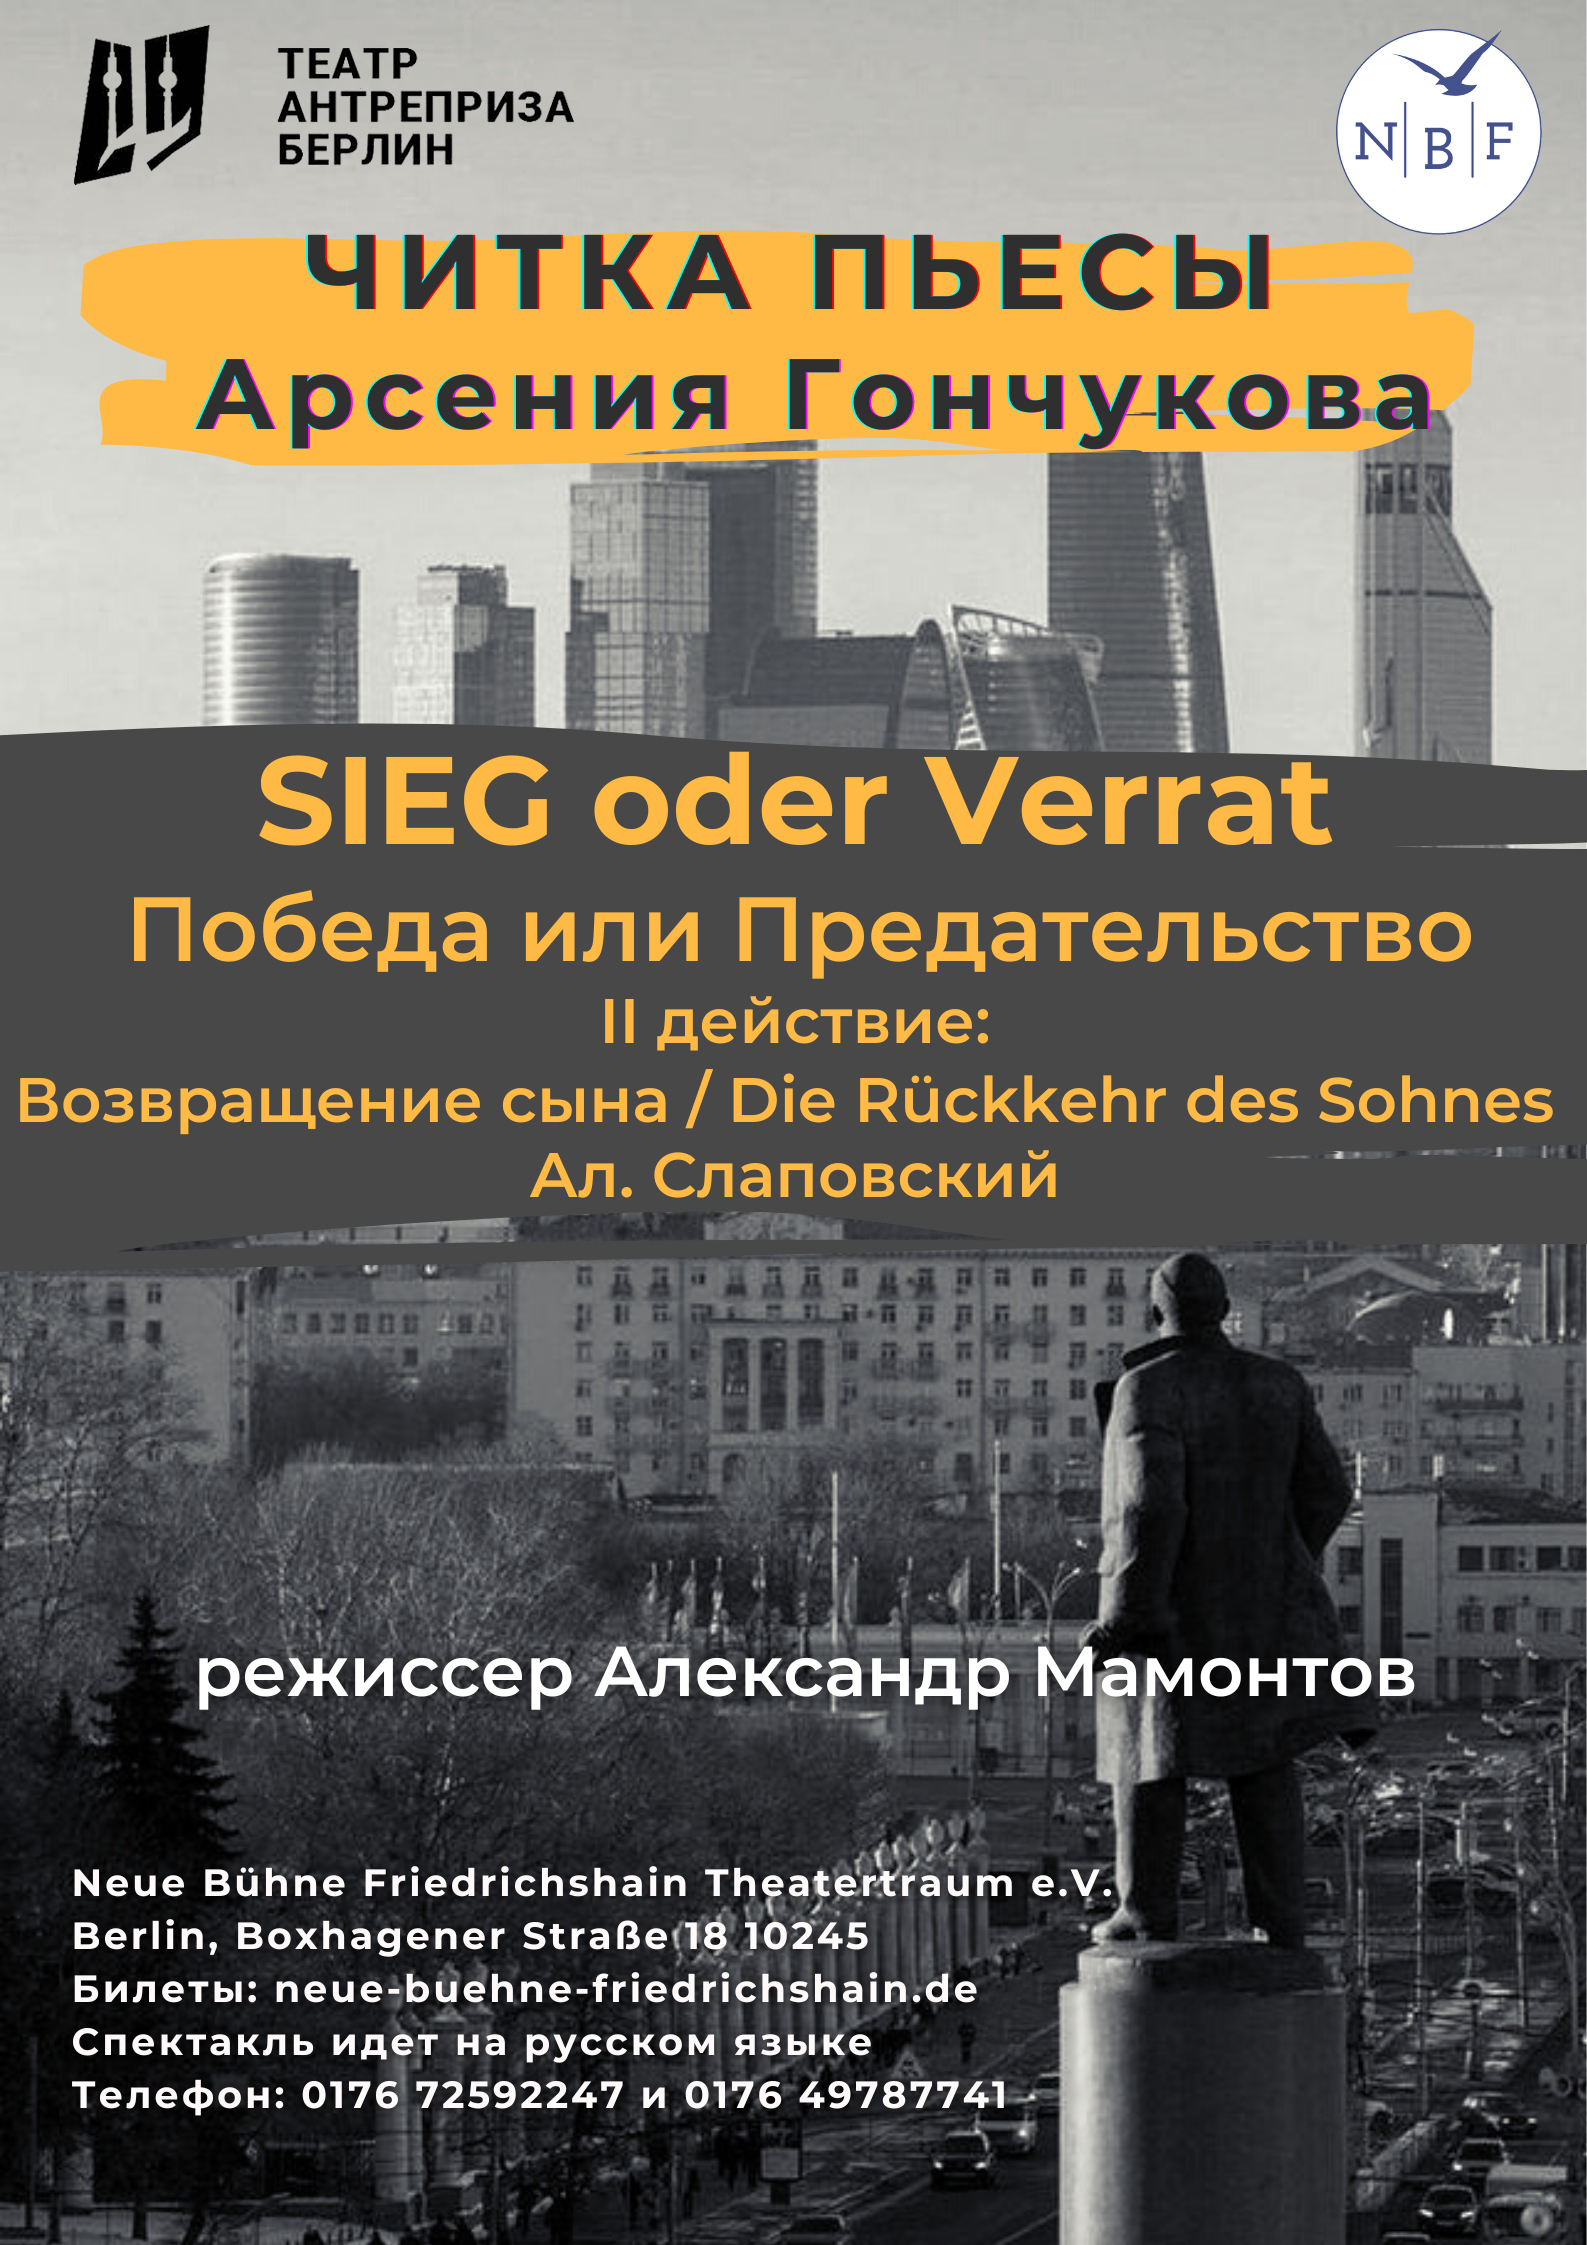 ТЕАТР
АНТРЕПРИЗА
БЕРЛИН
N B F
ЧИТКА ПЬЕСЫ
Арсения Гончукова
SIEG oder Verrat
Победа или Предательство
II действие:
Возвращение сына / Die Rückkehr des Sohnes
Ал. Слаповский
режиссер Александр Мамонтов
Neue Bühne Friedrichshain Theatertraum e.V.
Berlin, Boxhagener Straße 18 10245
Билеты: neue-buehne-friedrichshain.de
Спектакль идет на русском языке
Телефон: 0176 72592247 и 0176 49787741